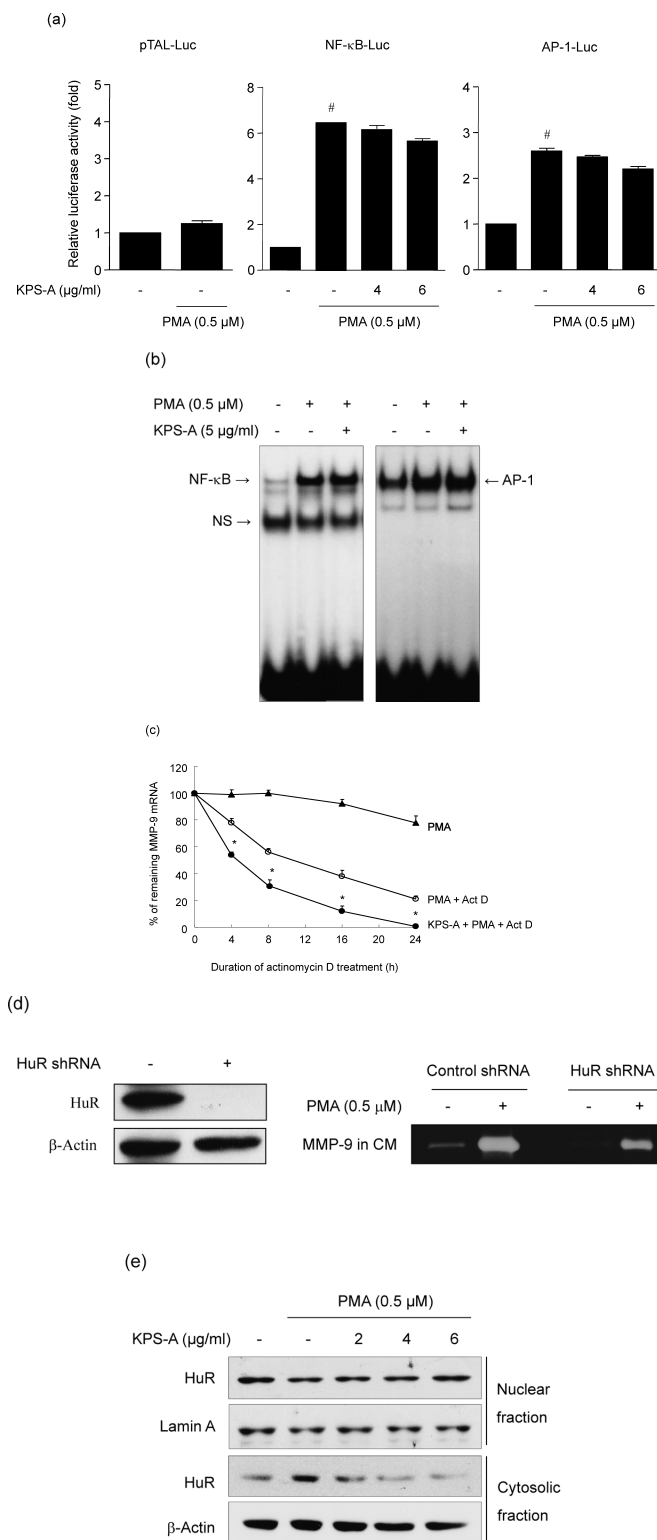 (a)
pTAL-Luc
NF-κB-Luc
AP-1-Luc
Relative luciferase activity (fold)
5
4
3
2
1
0
8
6
4
2
0
4
3
2
1
0
#
#
KPS-A (µg/ml) - - - - 4 6 - - 4 6
PMA (0.5 µM) PMA (0.5 µM) PMA (0.5 µM)
(b)
PMA (0.5 µM) - + + - + +
KPS-A (5 µg/ml) - - + - - +
NF-κB →
← AP-1
NS →
(c)
% of remaining MMP-9 mRNA
120
100
80
60
40
20
0
* * * *
PMA
PMA + Act D
KPS-A + PMA + Act D
0 4 8 12 16 20 24
Duration of actinomycin D treatment (h)
(d)
HuR shRNA - +
HuR
β-Actin
Control shRNA HuR shRNA
PMA (0.5 µM) - + - +
MMP-9 in CM
(e)
PMA (0.5 µM)
KPS-A (µg/ml) - - 2 4 6
HuR
Lamin A
Nuclear
fraction
HuR
β-Actin
Cytosolic
fraction